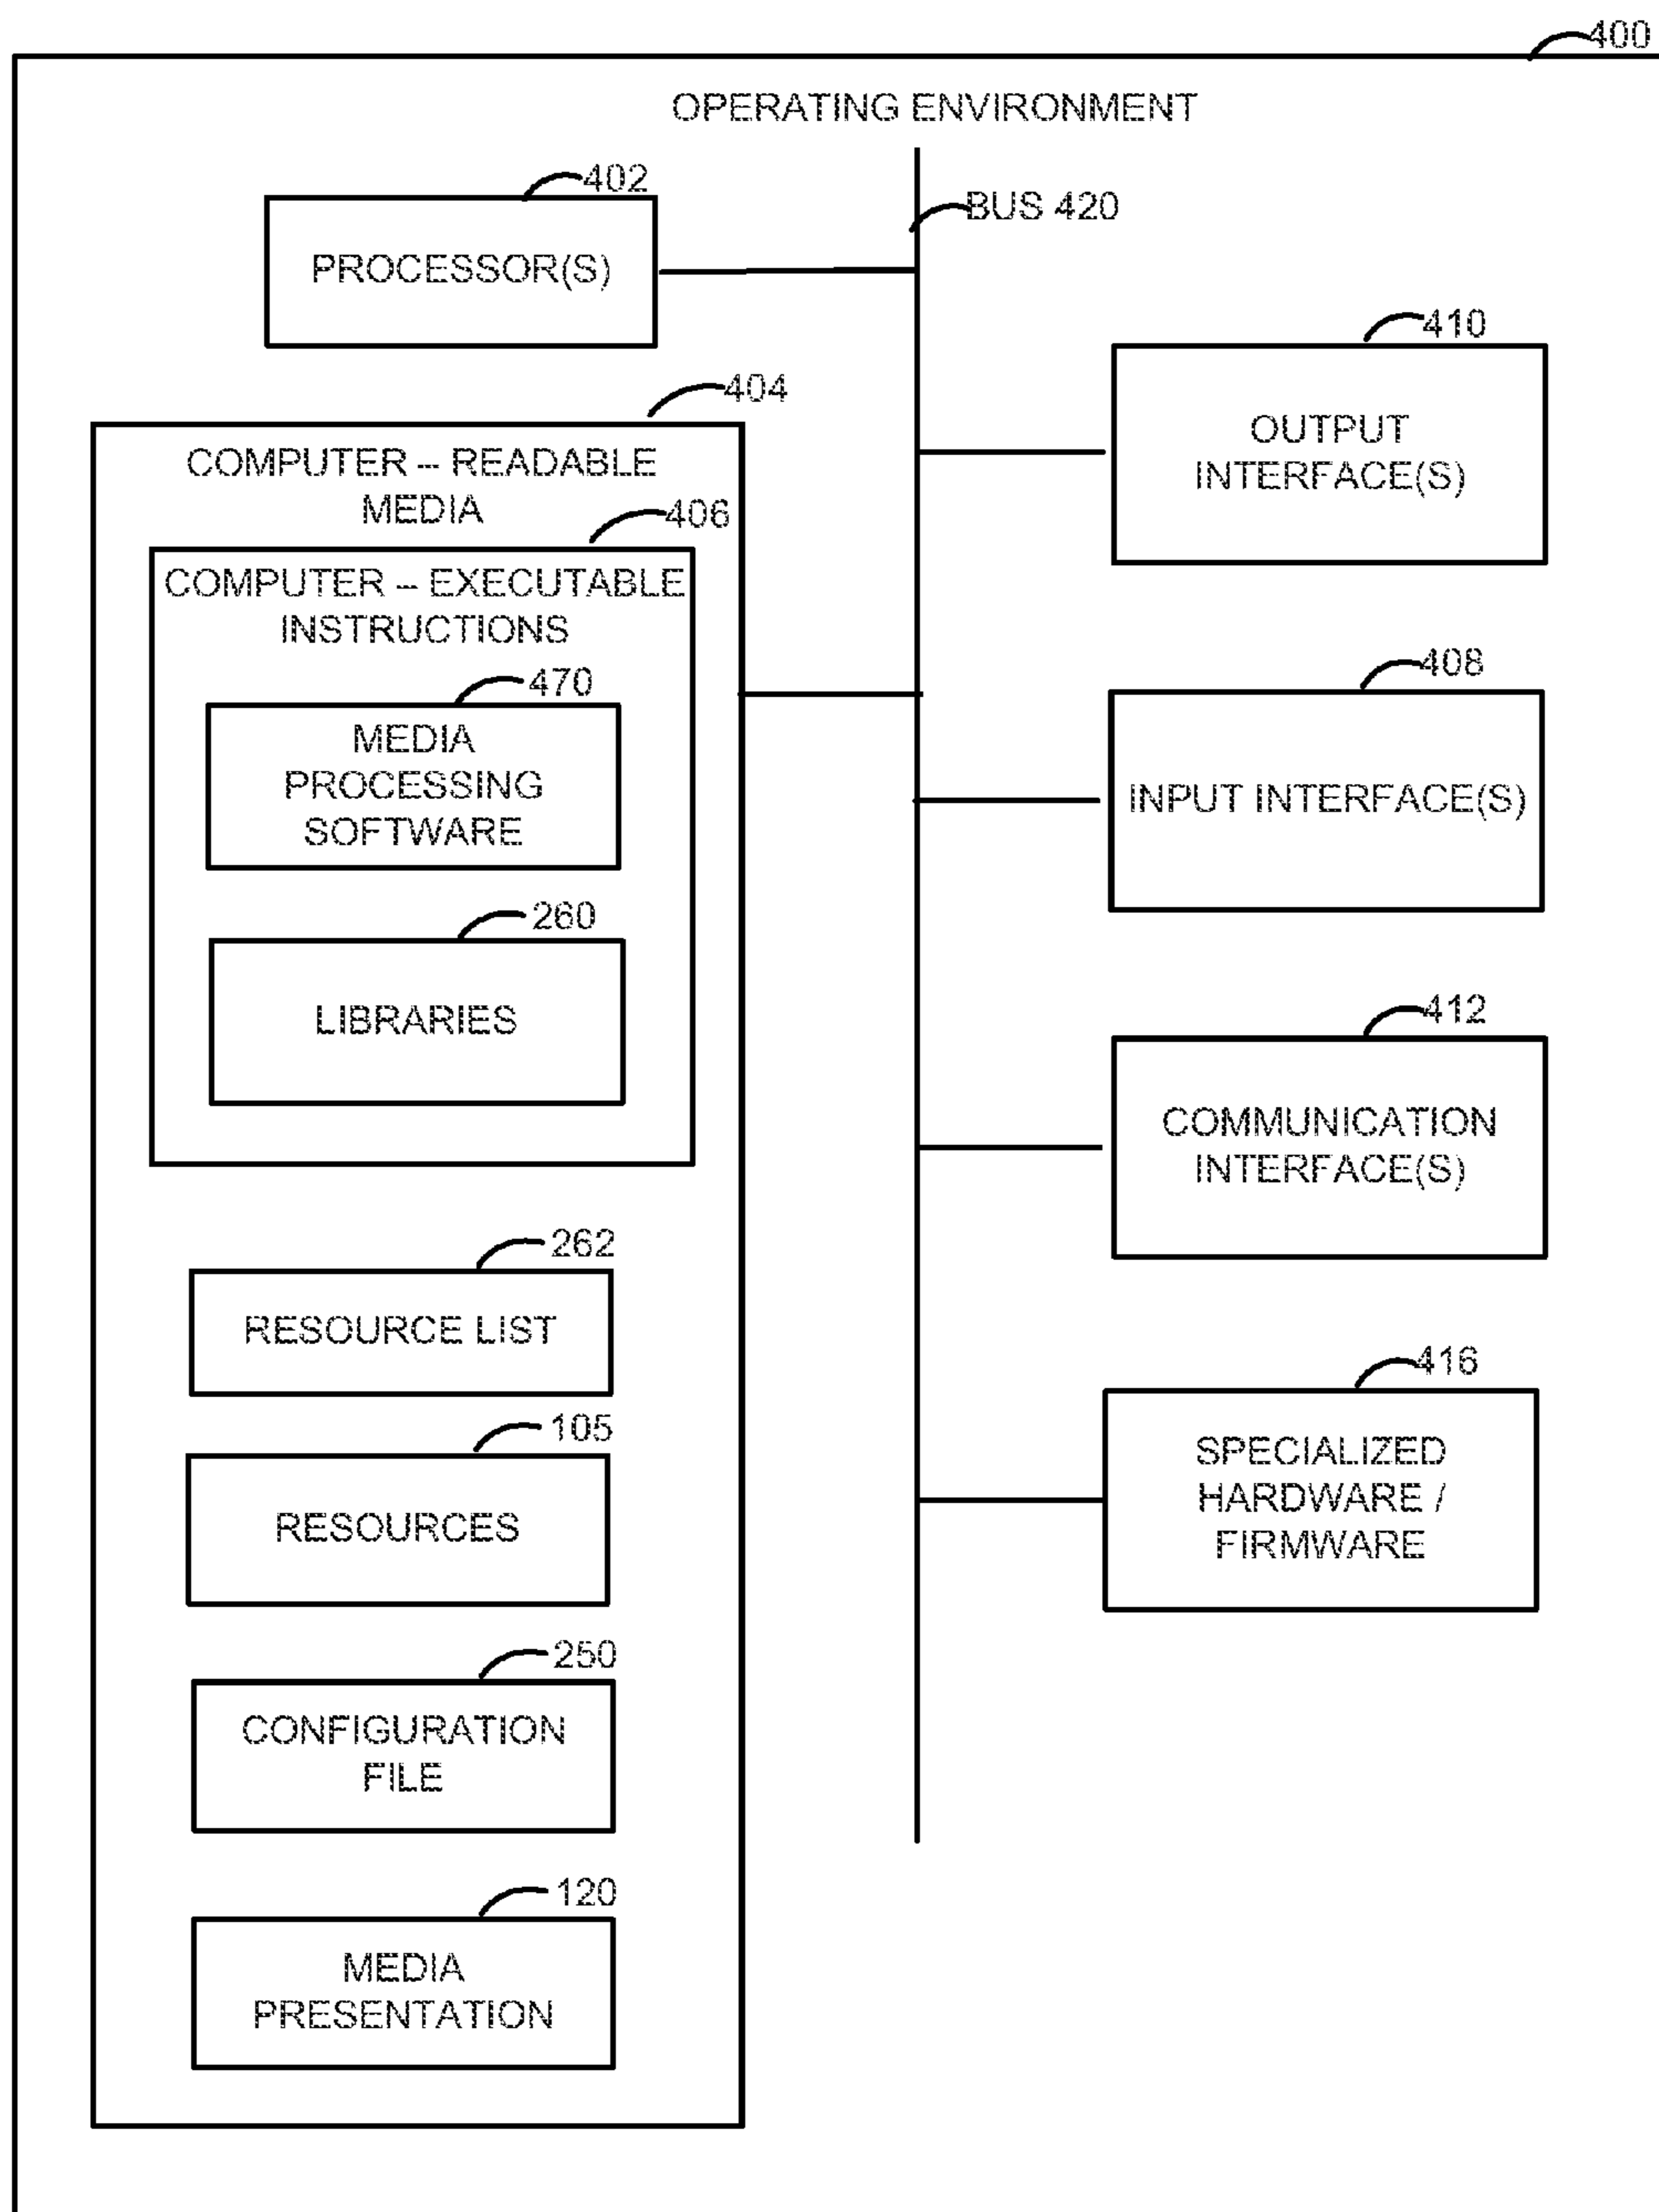 400
OPERATING ENVIRONMENT
402
PROCESSOR(S)
BUS 420
410
OUTPUT
INTERFACE(S)
404
COMPUTER – READABLE
MEDIA
406
COMPUTER – EXECUTABLE
INSTRUCTIONS
470
MEDIA
PROCESSING
SOFTWARE
260
LIBRARIES
408
INPUT INTERFACE(S)
412
COMMUNICATION
INTERFACE(S)
262
RESOURCE LIST
416
SPECIALIZED
HARDWARE /
FIRMWARE
105
RESOURCES
250
CONFIGURATION
FILE
120
MEDIA
PRESENTATION